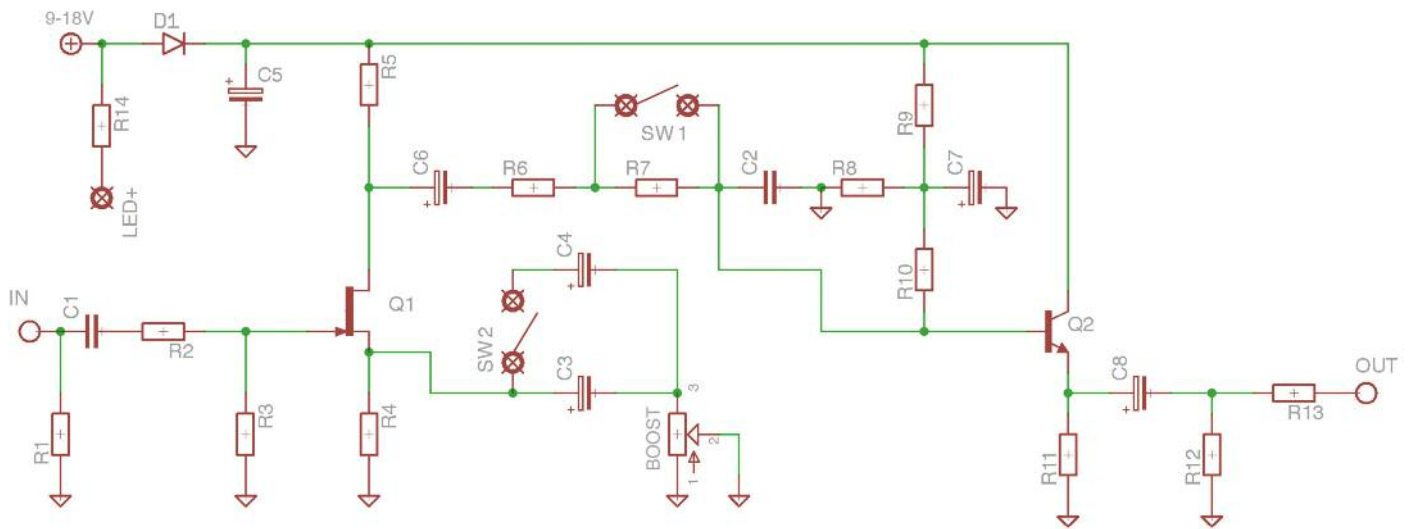 9-18V
D1
C5
R5
R14
LED+
SW1
R9
C6
R6
R7
C2
R8
C7
C4
R10
IN
C1
R2
Q1
SW2
C3
3
Q2
C8
OUT
R1
R3
R4
BOOST
2
1
R11
R12
R13